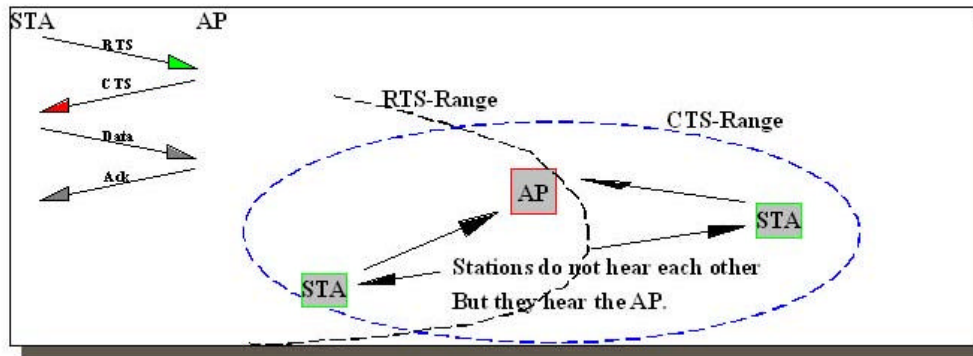 STA AP
RTS
CTS
Data
Ack
RTS-Range
CTS-Range
AP
STA
STA
Stations do not hear each other
But they hear the AP.